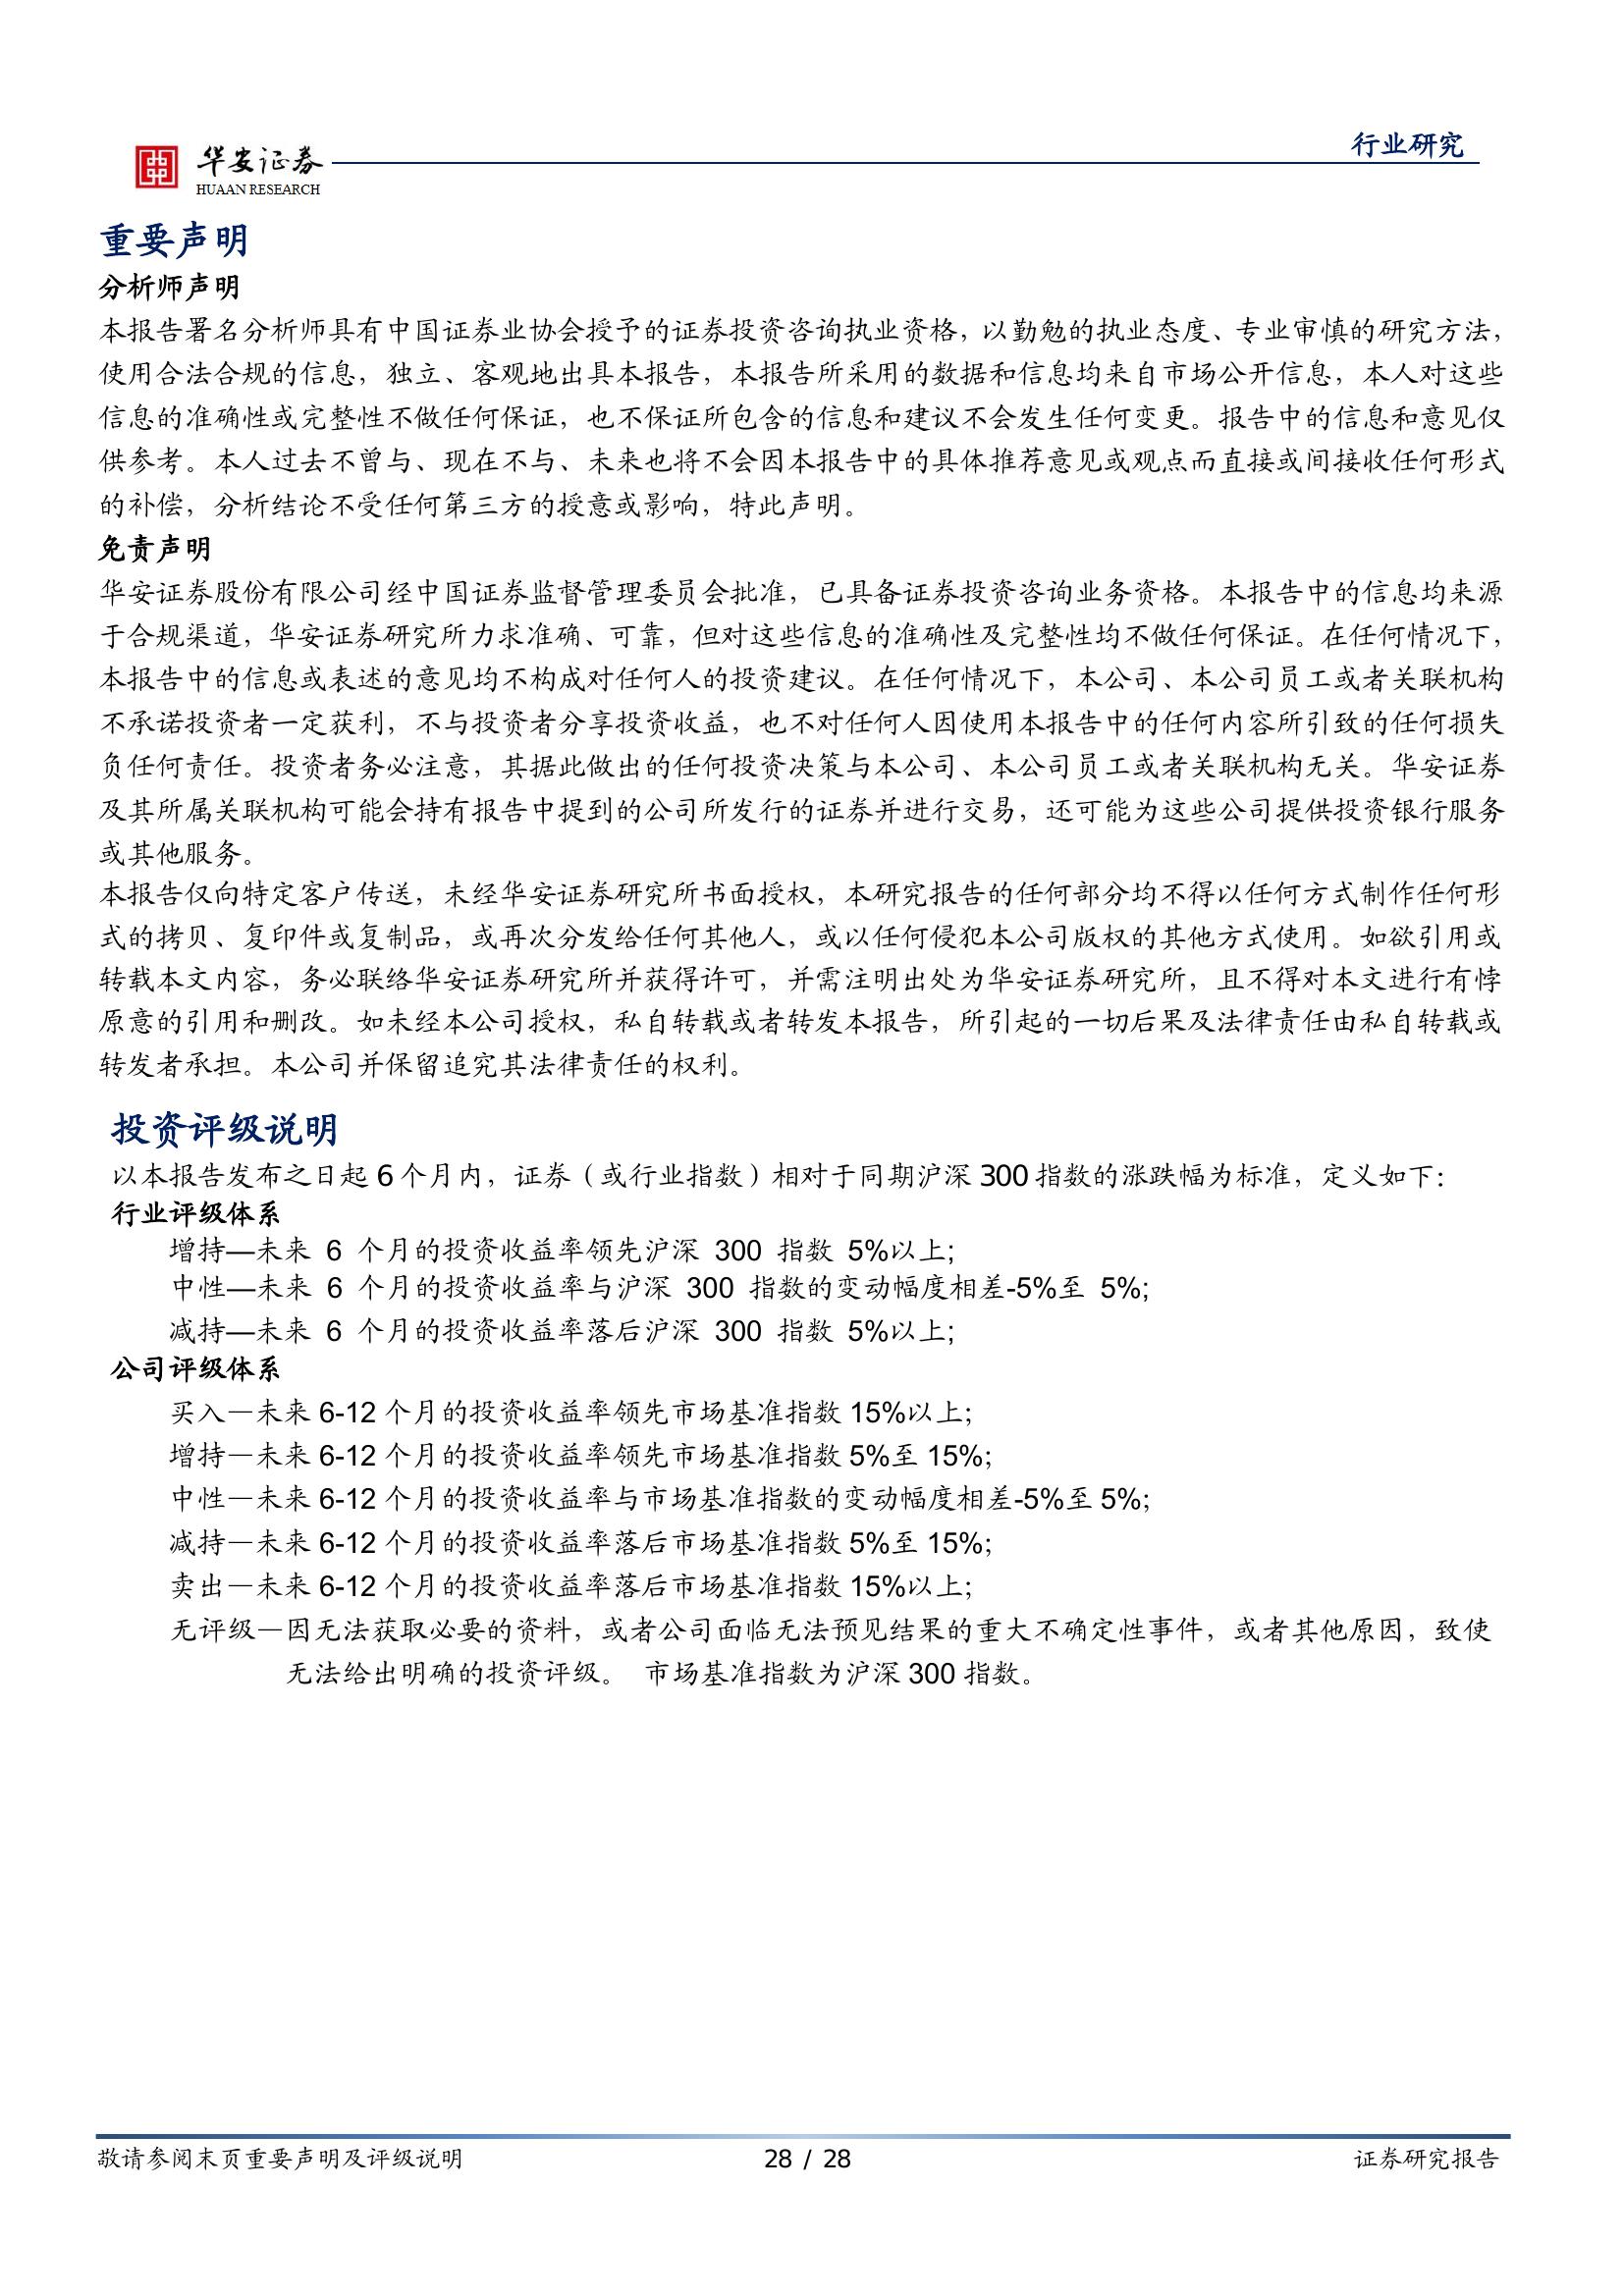 华安证券
HUAAN RESEARCH
行业研究
重要声明
分析师声明
本报告署名分析师具有中国证券业协会授予的证券投资咨询执业资格，以勤勉的执业态度、专业审慎的研究方法，
使用合法合规的信息，独立、客观地出具本报告，本报告所采用的数据和信息均来自市场公开信息，本人对这些
信息的准确性或完整性不做任何保证，也不保证所包含的信息和建议不会发生任何变更。报告中的信息和意见仅
供参考。本人过去不曾与、现在不与、未来也将不会因本报告中的具体推荐意见或观点而直接或间接收任何形式
的补偿，分析结论不受任何第三方的授意或影响，特此声明。
免责声明
华安证券股份有限公司经中国证券监督管理委员会批准，已具备证券投资咨询业务资格。本报告中的信息均来源
于合规渠道，华安证券研究所力求准确、可靠，但对这些信息的准确性及完整性均不做任何保证。在任何情况下，
本报告中的信息或表述的意见均不构成对任何人的投资建议。在任何情况下，本公司、本公司员工或者关联机构
不承诺投资者一定获利，不与投资者分享投资收益，也不对任何人因使用本报告中的任何内容所引致的任何损失
负任何责任。投资者务必注意，其据此做出的任何投资决策与本公司、本公司员工或者关联机构无关。华安证券
及其所属关联机构可能会持有报告中提到的公司所发行的证券并进行交易，还可能为这些公司提供投资银行服务
或其他服务。
本报告仅向特定客户传送，未经华安证券研究所书面授权，本研究报告的任何部分均不得以任何方式制作任何形
式的拷贝、复印件或复制品，或再次分发给任何其他人，或以任何侵犯本公司版权的其他方式使用。如欲引用或
转载本文内容，务必联络华安证券研究所并获得许可，并需注明出处为华安证券研究所，且不得对本文进行有悖
原意的引用和删改。如未经本公司授权，私自转载或者转发本报告，所引起的一切后果及法律责任由私自转载或
转发者承担。本公司并保留追究其法律责任的权利。
投资评级说明
以本报告发布之日起 6 个月内，证券（或行业指数）相对于同期沪深 300 指数的涨跌幅为标准，定义如下：
行业评级体系
增持—未来 6 个月的投资收益率领先沪深 300 指数 5%以上;
中性—未来 6 个月的投资收益率与沪深 300 指数的变动幅度相差-5%至 5%;
减持—未来 6 个月的投资收益率落后沪深 300 指数 5%以上;
公司评级体系
买入—未来 6-12 个月的投资收益率领先市场基准指数 15%以上;
增持—未来 6-12 个月的投资收益率领先市场基准指数 5%至 15%;
中性—未来 6-12 个月的投资收益率与市场基准指数的变动幅度相差-5%至 5%;
减持—未来 6-12 个月的投资收益率落后市场基准指数 5%至 15%;
卖出—未来 6-12 个月的投资收益率落后市场基准指数 15%以上;
无评级—因无法获取必要的资料，或者公司面临无法预见结果的重大不确定性事件，或者其他原因，致使
无法给出明确的投资评级。 市场基准指数为沪深 300 指数。
敬请参阅末页重要声明及评级说明
28 / 28
证券研究报告